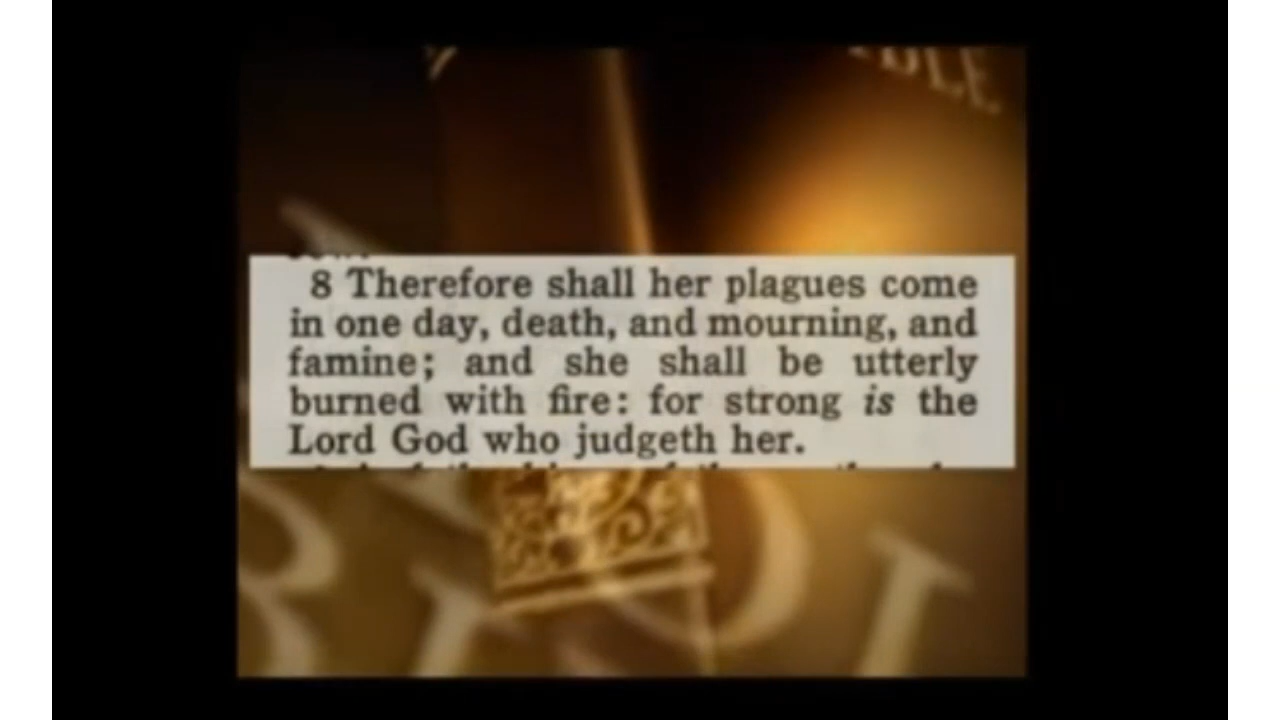 8 Therefore shall her plagues come
in one day, death, and mourning, and
famine; and she shall be utterly
burned with fire: for strong is the
Lord God who judgeth her.